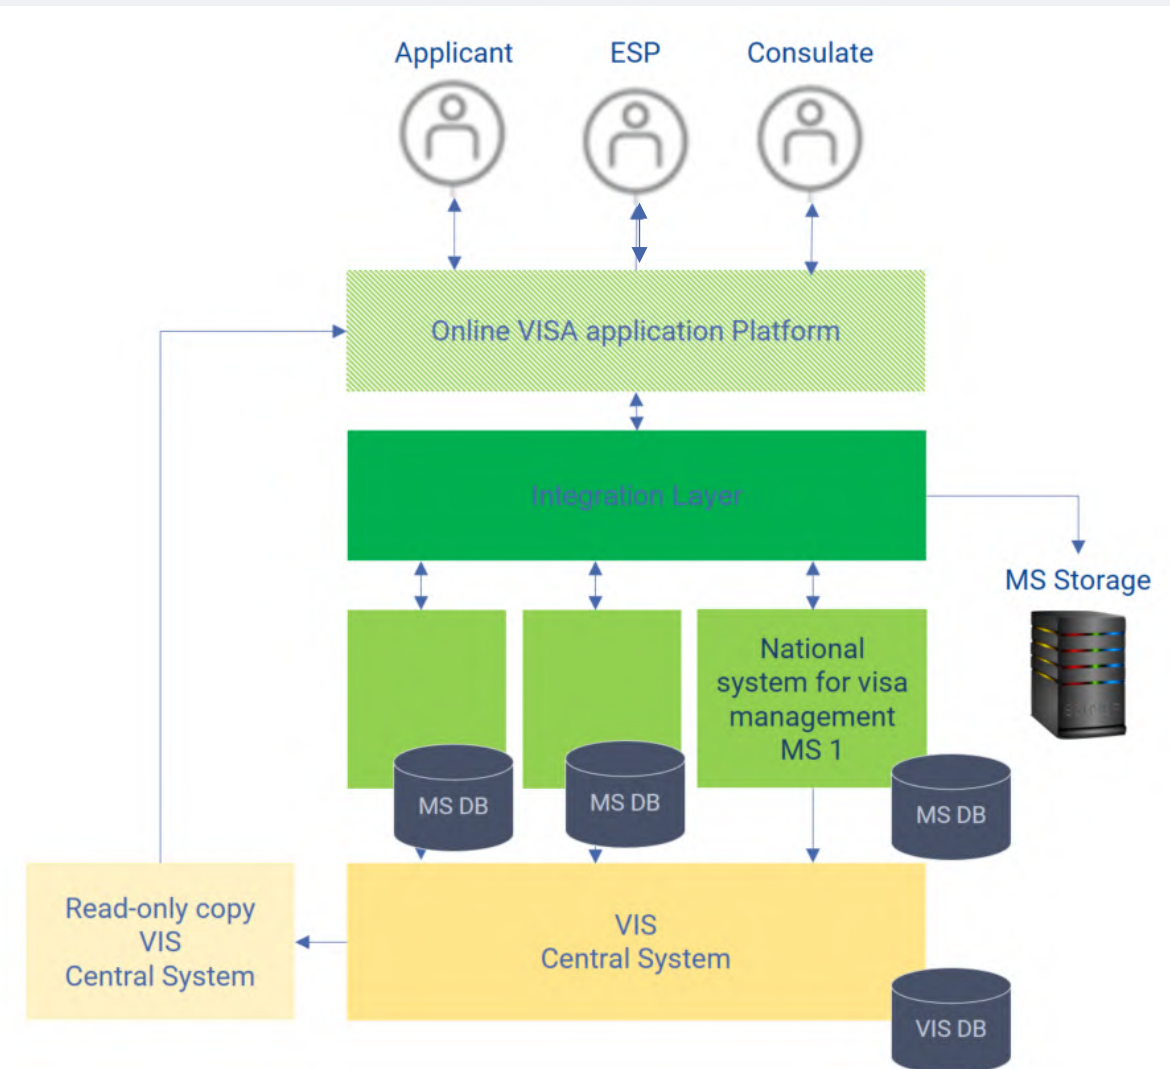 Applicant
ESP
Consulate
Online VISA application Platform
Integration Layer
MS Storage
National
system for visa
management
MS 1
MS DB
MS DB
MS DB
Read-only copy
VIS
Central System
VIS
Central System
VIS DB